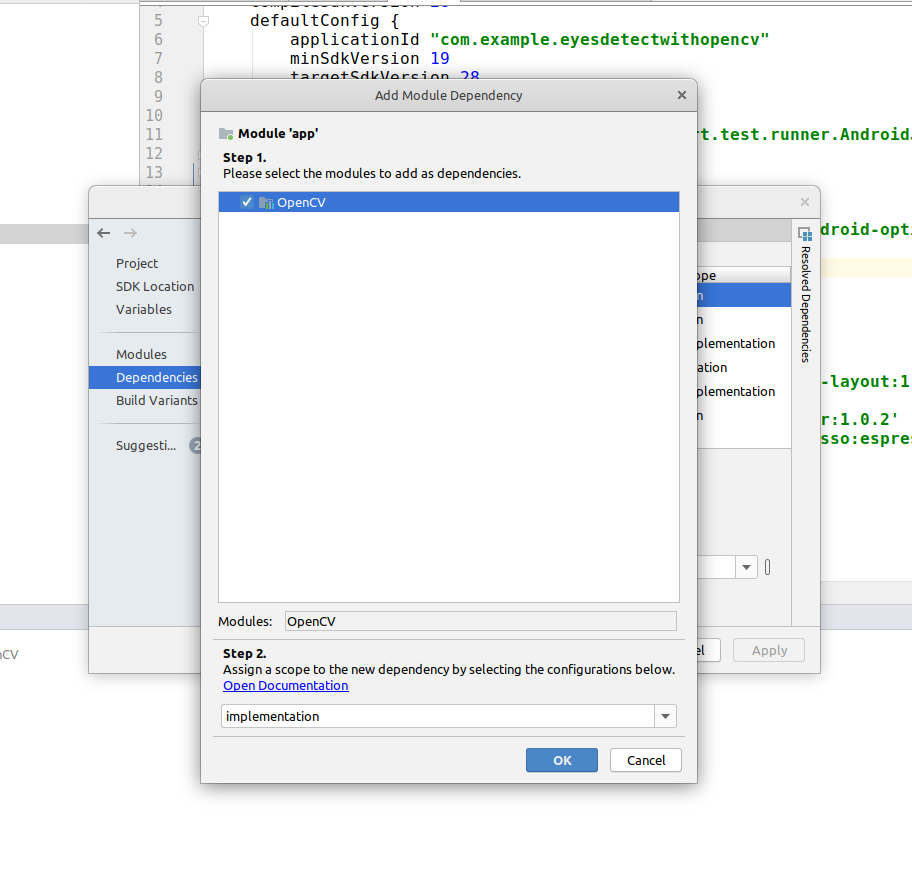 5 defaultConfig {
6 applicationId "com.example.eyesdetectwithopencv"
7 minSdkVersion 19
8 targetSdkVersion 28
9
10
11 rt.test.runner.Android
12
13
Add Module Dependency
Module 'app'
Step 1.
Please select the modules to add as dependencies.
OpenCV
Modules: OpenCV
Step 2.
Assign a scope to the new dependency by selecting the configurations below.
Open Documentation
implementation
OK
Cancel
Project
SDK Location
Variables
Modules
Dependencies
Build Variants
Suggesti... 2
ope
n
n
plementation
ation
plementation
n
Resolved Dependencies
el
Apply
droid-opti
-layout:1
r:1.0.2'
sso:espres
CV